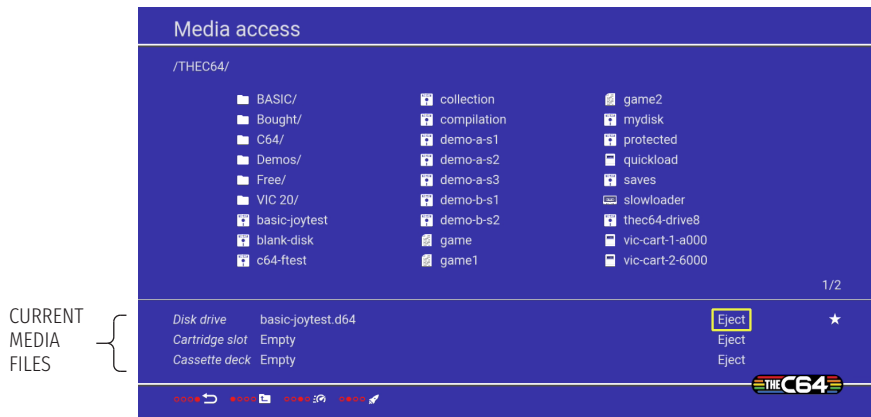 Media access
/THEC64/
BASIC/ collection game2
Bought/ compilation mydisk
C64/ demo-a-s1 protected
Demos/ demo-a-s2 quickload
Free/ demo-a-s3 saves
VIC 20/ demo-b-s1 slowloader
basic-joytest demo-b-s2 thec64-drive8
blank-disk game vic-cart-1-a000
c64-ftest game1 vic-cart-2-6000
1/2
CURRENT
MEDIA
FILES
Disk drive basic-joytest.d64 Eject
Cartridge slot Empty Eject
Cassette deck Empty Eject
THEC64